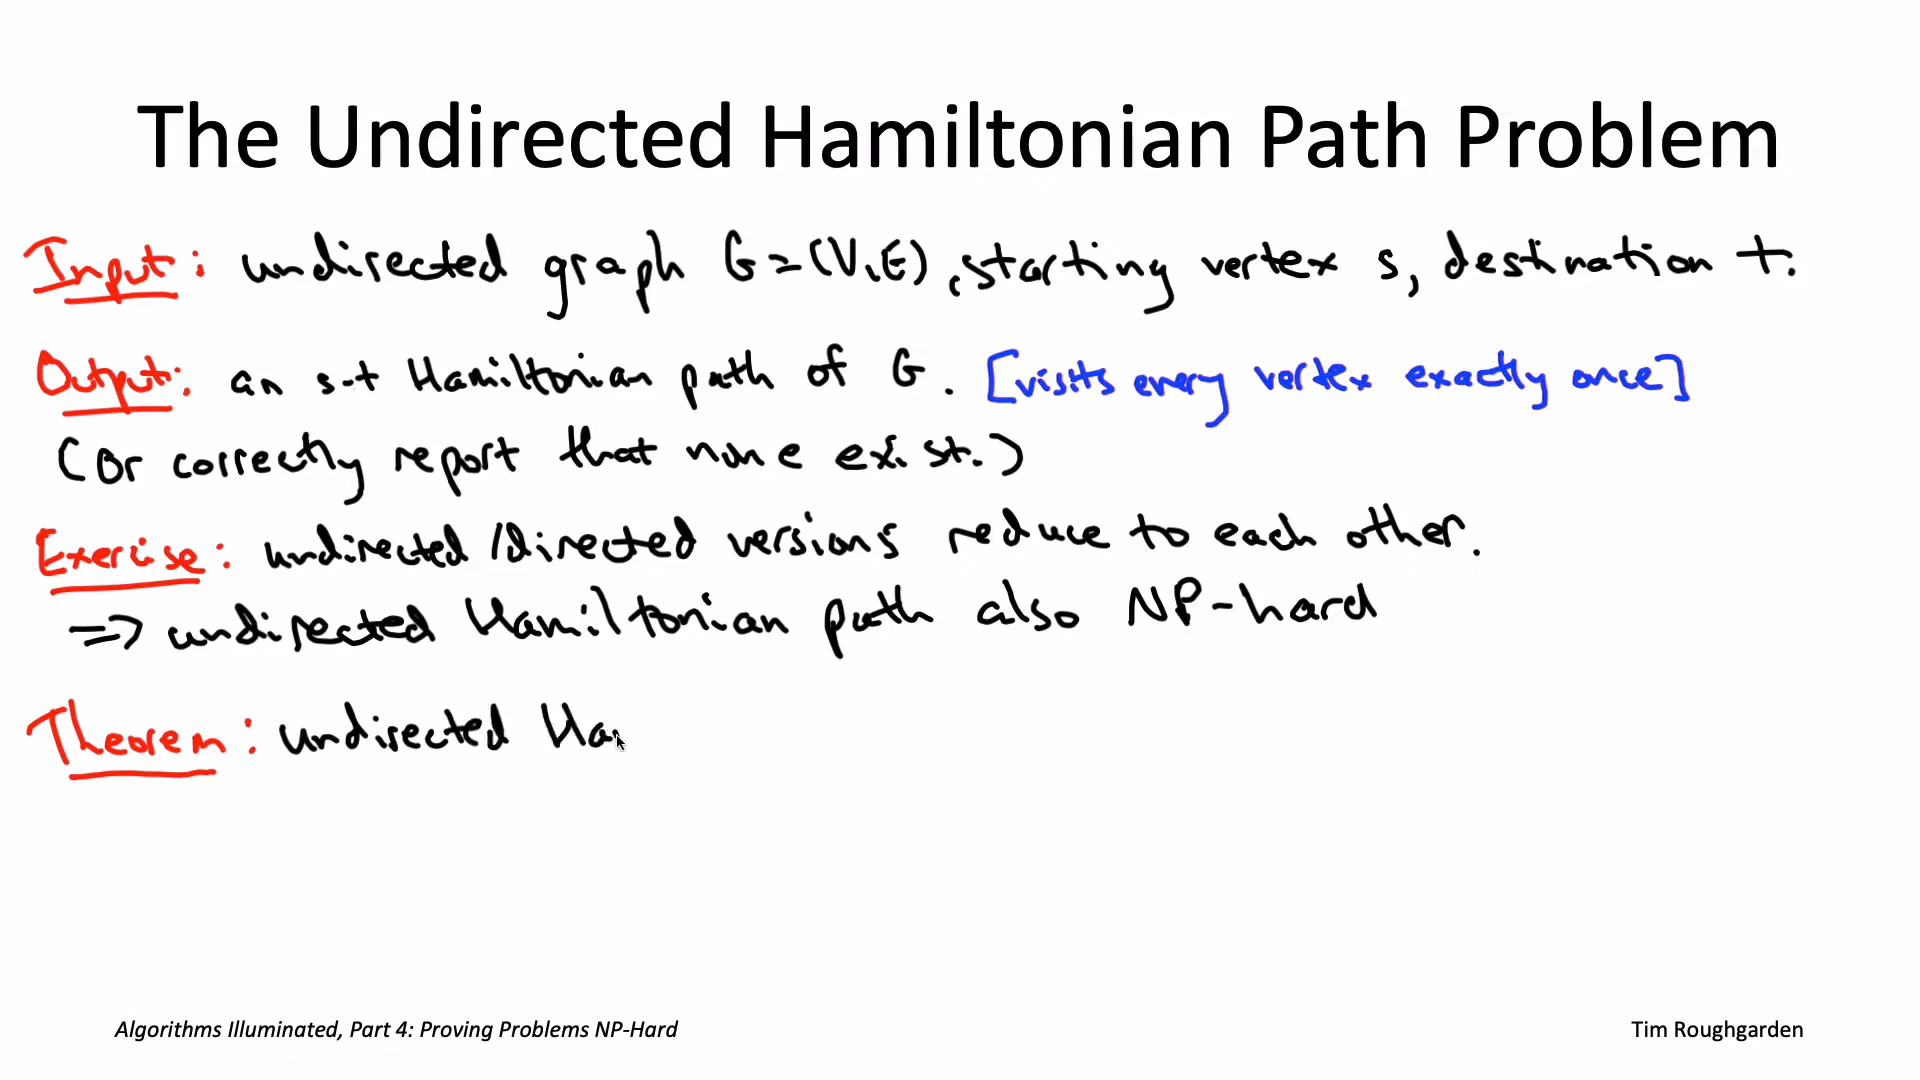 The Undirected Hamiltonian Path Problem
Input: undirected graph G=(V,E), starting vertex s, destination t.
Output: an s-t Hamiltonian path of G. [visits every vertex exactly once]
(or correctly report that none exist.)
Exercise: undirected/directed versions reduce to each other.
=> undirected Hamiltonian path also NP-hard
Theorem: undirected Ham
Algorithms Illuminated, Part 4: Proving Problems NP-Hard
Tim Roughgarden